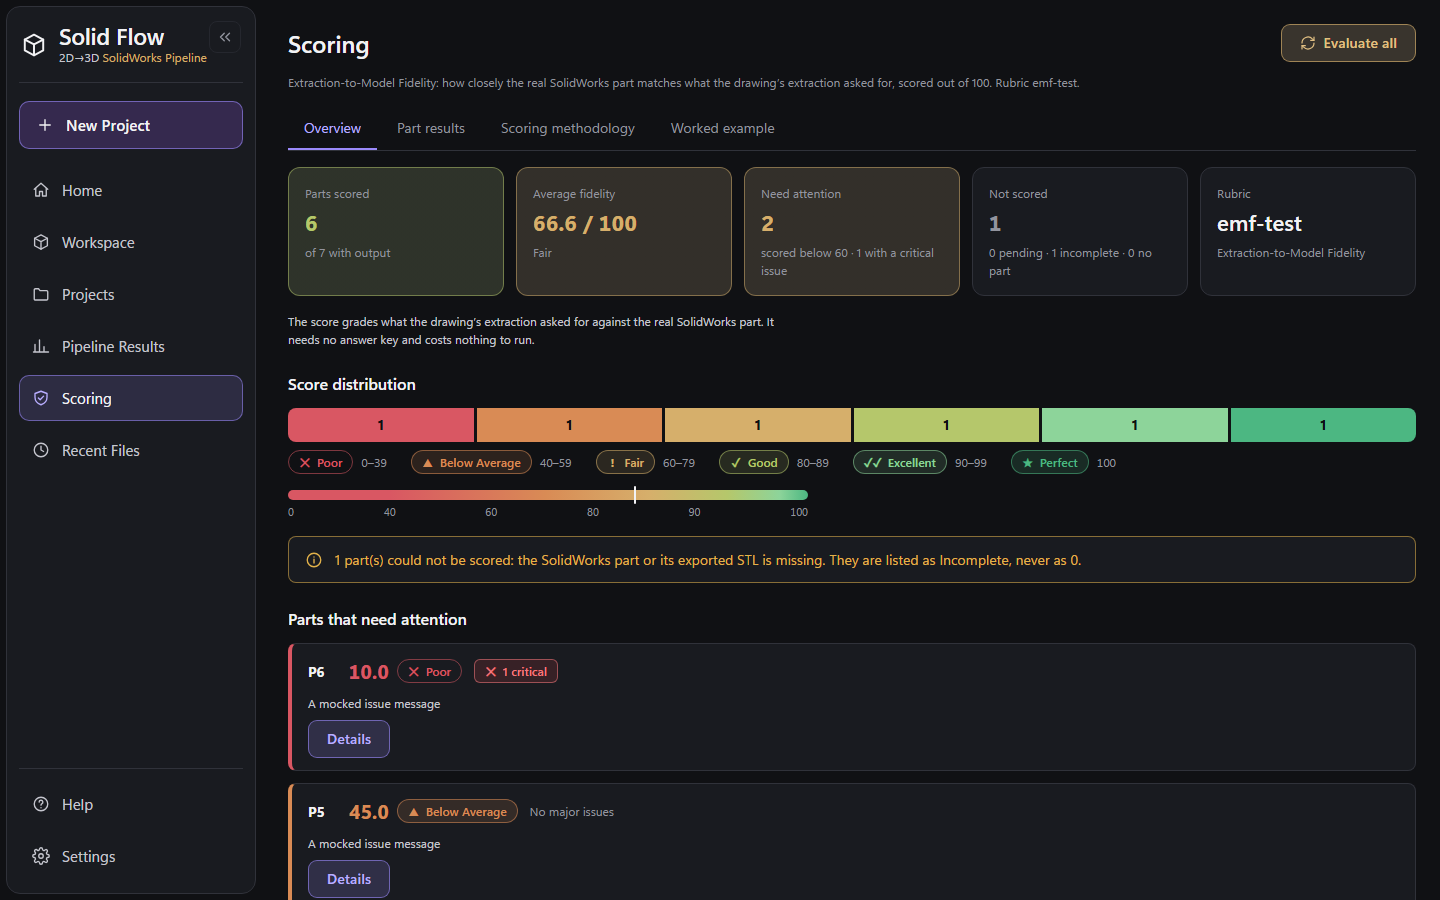 Solid Flow
2D→3D SolidWorks Pipeline
New Project
Home
Workspace
Projects
Pipeline Results
Scoring
Recent Files
Help
Settings
Scoring
Evaluate all
Extraction-to-Model Fidelity: how closely the real SolidWorks part matches what the drawing's extraction asked for, scored out of 100. Rubric emf-test.
Overview
Part results
Scoring methodology
Worked example
Parts scored
6
of 7 with output
Average fidelity
66.6 / 100
Fair
Need attention
2
scored below 60 · 1 with a critical
issue
Not scored
1
0 pending · 1 incomplete · 0 no
part
Rubric
emf-test
Extraction-to-Model Fidelity
The score grades what the drawing's extraction asked for against the real SolidWorks part. It
needs no answer key and costs nothing to run.
Score distribution
1 1 1 1 1 1
Poor 0–39 Below Average 40–59 Fair 60–79 Good 80–89 Excellent 90–99 Perfect 100
0 40 60 80 90 100
1 part(s) could not be scored: the SolidWorks part or its exported STL is missing. They are listed as Incomplete, never as 0.
Parts that need attention
P6 10.0 Poor 1 critical
A mocked issue message
Details
P5 45.0 Below Average No major issues
A mocked issue message
Details